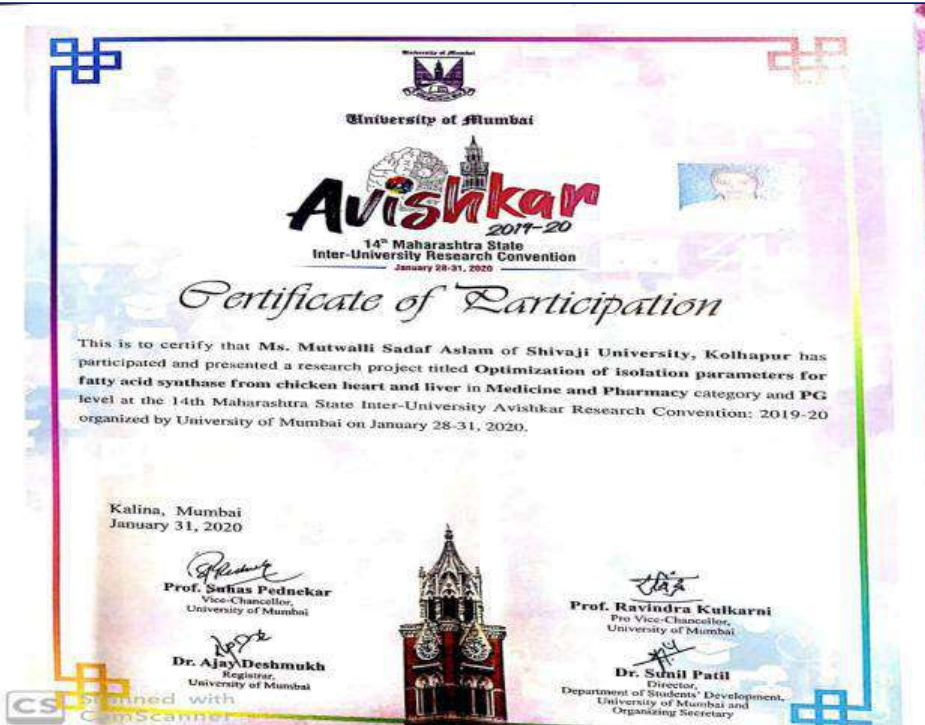 University of Mumbai
University of Mumbai
Avishkar
2019-20
14th Maharashtra State
Inter-University Research Convention
January 28-31, 2020
Certificate of Participation
This is to certify that Ms. Mutwalli Sadaf Aslam of Shivaji University, Kolhapur has
participated and presented a research project titled Optimization of isolation parameters for
fatty acid synthase from chicken heart and liver in Medicine and Pharmacy category and PG
level at the 14th Maharashtra State Inter-University Avishkar Research Convention: 2019-20
organized by University of Mumbai on January 28-31, 2020.
Kalina, Mumbai
January 31, 2020
Prof. Suhas Pednekar
Vice-Chancellor,
University of Mumbai
Dr. Ajay Deshmukh
Registrar,
University of Mumbai
Prof. Ravindra Kulkarni
Pro Vice-Chancellor,
University of Mumbai
Dr. Sunil Patil
Director,
Department of Students' Development,
University of Mumbai and
Organizing Secretary
CS Scanned with
CamScanner